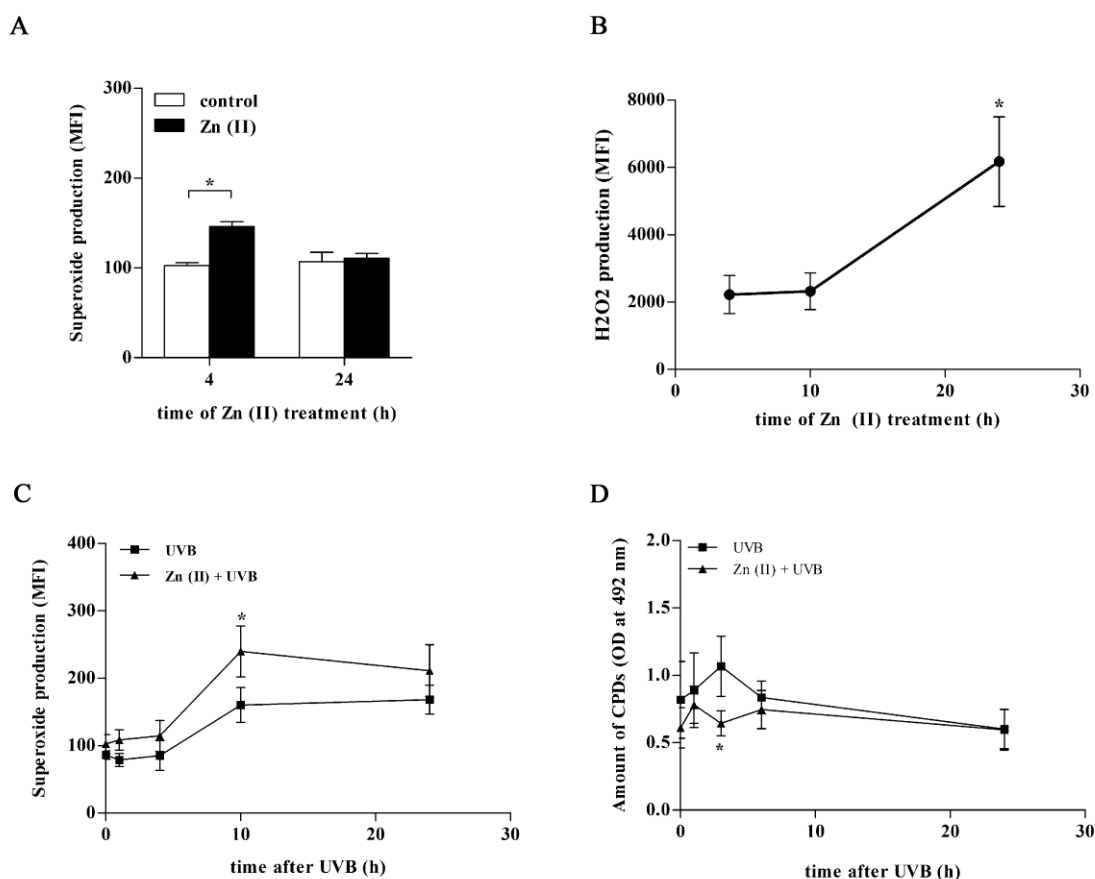 A
Superoxide production (MFI)
300
200
100
0
control
Zn (II)
*
4
24
time of Zn (II) treatment (h)
B
H2O2 production (MFI)
8000
6000
4000
2000
0
*
0
10
20
30
time of Zn (II) treatment (h)
C
Superoxide production (MFI)
400
300
200
100
0
UVB
Zn (II) + UVB
*
0
10
20
30
time after UVB (h)
D
Amount of CPDs (OD at 492 nm)
2.0
1.5
1.0
0.5
0.0
UVB
Zn (II) + UVB
*
0
10
20
30
time after UVB (h)